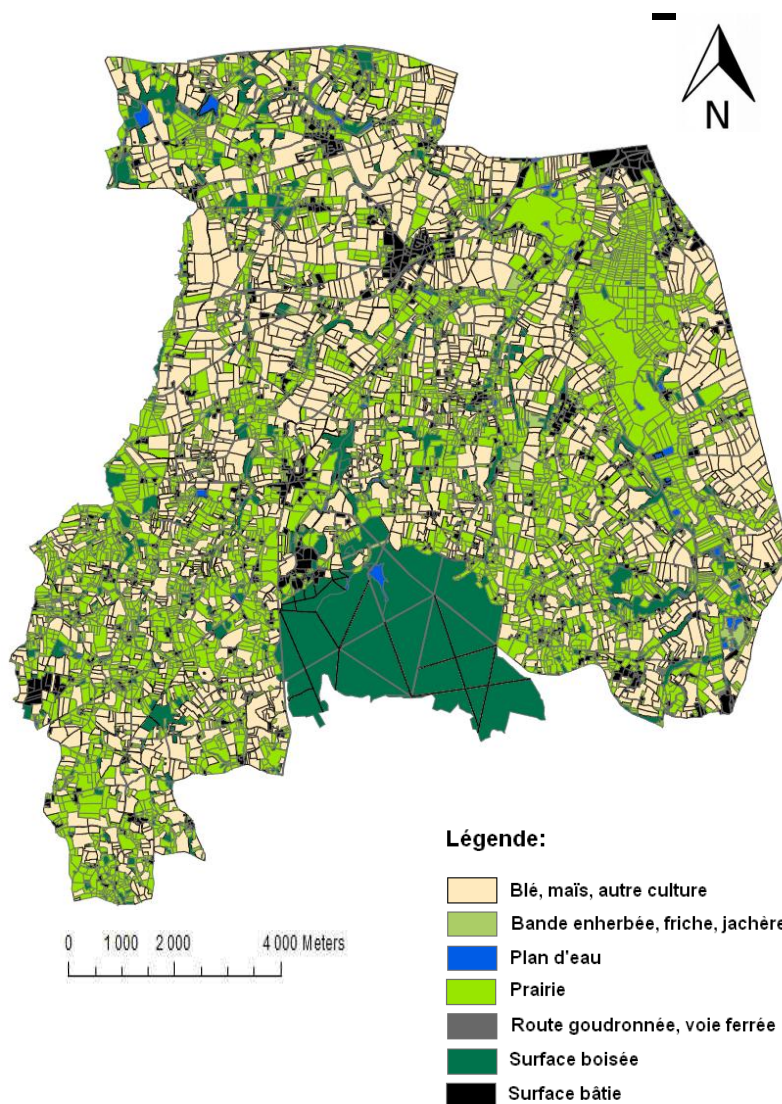 N
Légende:
Blé, maïs, autre culture
Bande enherbée, friche, jachère
Plan d'eau
Prairie
Route goudronnée, voie ferrée
Surface boisée
Surface bâtie
0 1 000 2 000 4 000 Meters